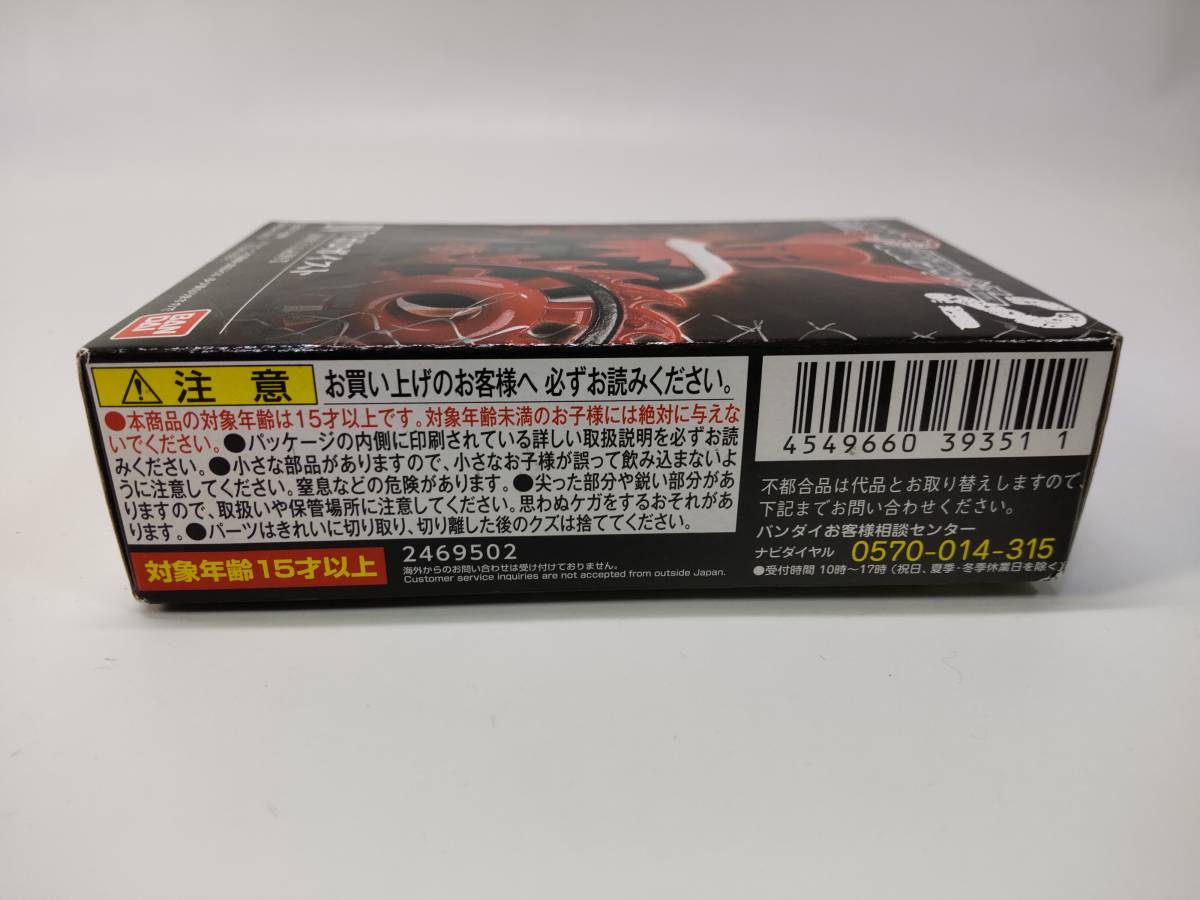 BAN
DAI
注意 お買い上げのお客様へ 必ずお読みください。
●本商品の対象年齢は15才以上です。対象年齢未満のお子様には絶対に与えな
いでください。●パッケージの内側に印刷されている詳しい取扱説明を必ずお読
みください。●小さな部品がありますので、小さなお子様が誤って飲み込まないよ
うに注意してください。窒息などの危険があります。●尖った部分や鋭い部分があ
りますので、取扱いや保管場所に注意してください。思わぬケガをするおそれがあ
ります。●パーツはきれいに切り取り、切り離した後のクズは捨ててください。
対象年齢15才以上
2469502
海外からのお問い合わせは受け付けておりません。
Customer service inquiries are not accepted from outside Japan.
4549660 39351 1
不都合品は代品とお取り替えしますので、
下記までお問い合わせください。
バンダイお客様相談センター
ナビダイヤル 0570-014-315
●受付時間 10時〜17時(祝日、夏季・冬季休業日を除く)